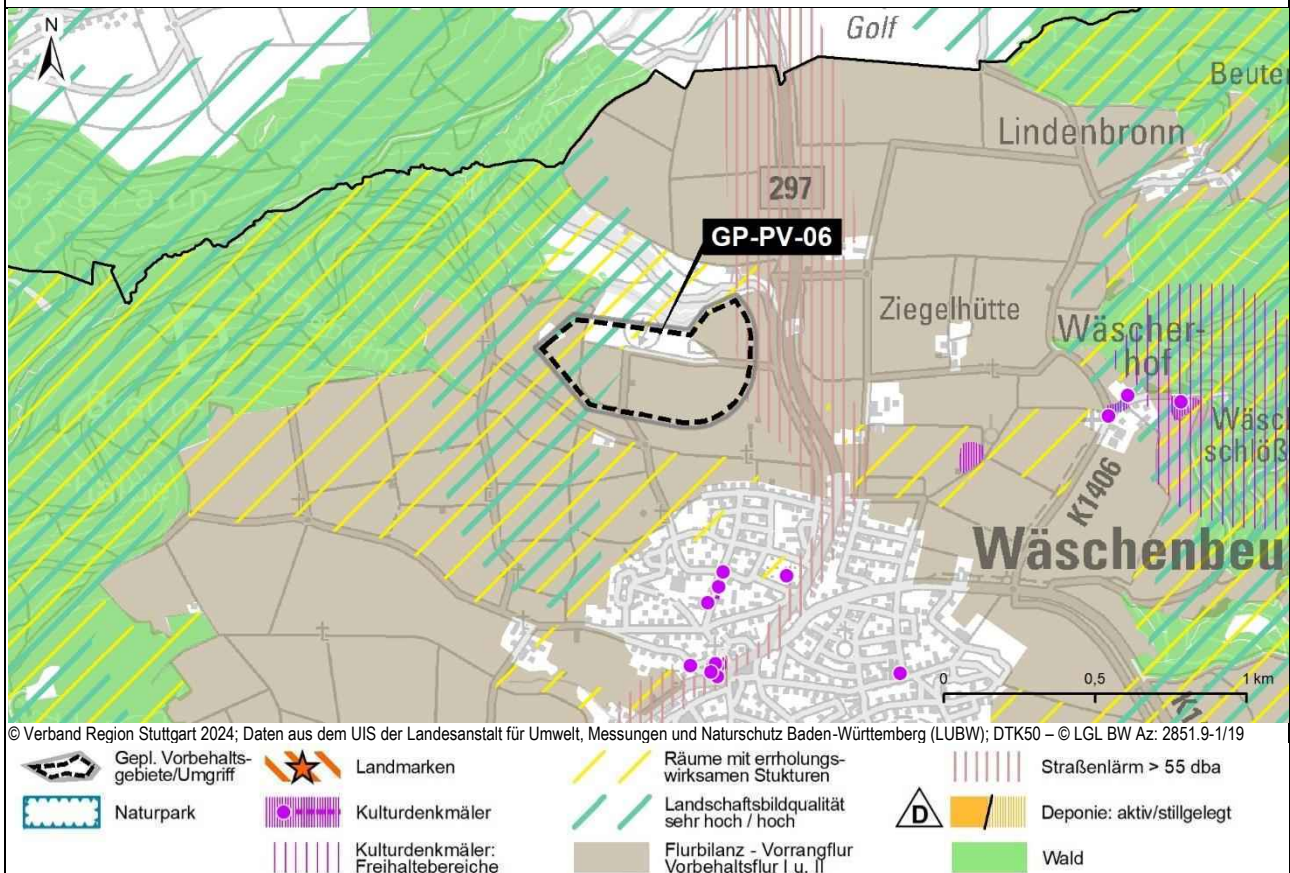 N
Golf
Beuten
Lindenbronn
297
GP-PV-06
Ziegelhütte
Wäscher-
hof
Wäsch
schlöß
K1406
Wäschenbeu
0 0,5 1 km
K1
© Verband Region Stuttgart 2024; Daten aus dem UIS der Landesanstalt für Umwelt, Messungen und Naturschutz Baden-Württemberg (LUBW); DTK50 – © LGL BW Az: 2851.9-1/19
Gepl. Vorbehalts-
gebiete/Umgriff
Landmarken
Räume mit errholungs-
wirksamen Stukturen
Straßenlärm > 55 dba
Naturpark
Kulturdenkmäler
Landschaftsbildqualität
sehr hoch / hoch
D
Deponie: aktiv/stillgelegt
Kulturdenkmäler:
Freihaltebereiche
Flurbilanz - Vorrangflur
Vorbehaltsflur I u. II
Wald